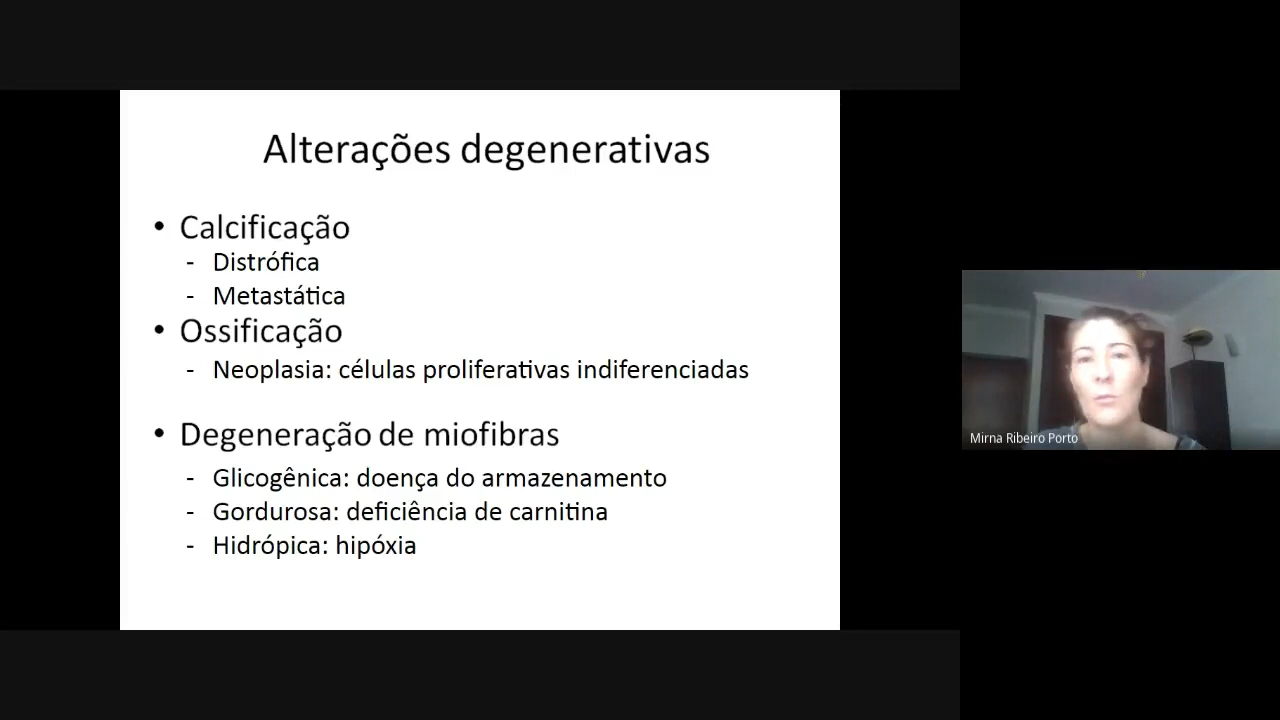 Alterações degenerativas
• Calcificação
- Distrófica
- Metastática
• Ossificação
- Neoplasia: células proliferativas indiferenciadas
• Degeneração de miofibras
- Glicogênica: doença do armazenamento
- Gordurosa: deficiência de carnitina
- Hidrópica: hipóxia
Mirna Ribeiro Porto